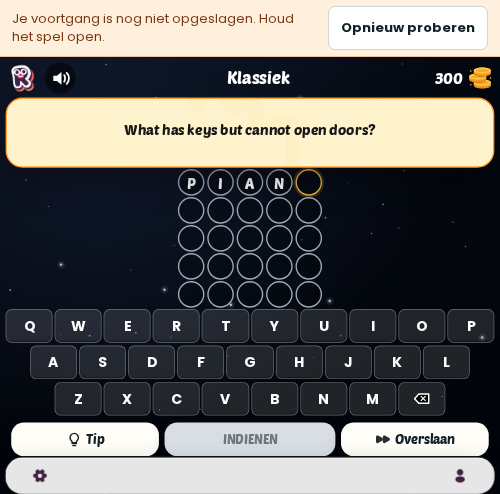 Je voortgang is nog niet opgeslagen. Houd
het spel open.
Opnieuw proberen
Klassiek
300
What has keys but cannot open doors?
P I A N
Q W E R T Y U I O P
A S D F G H J K L
Z X C V B N M
Tip
INDIENEN
Overslaan